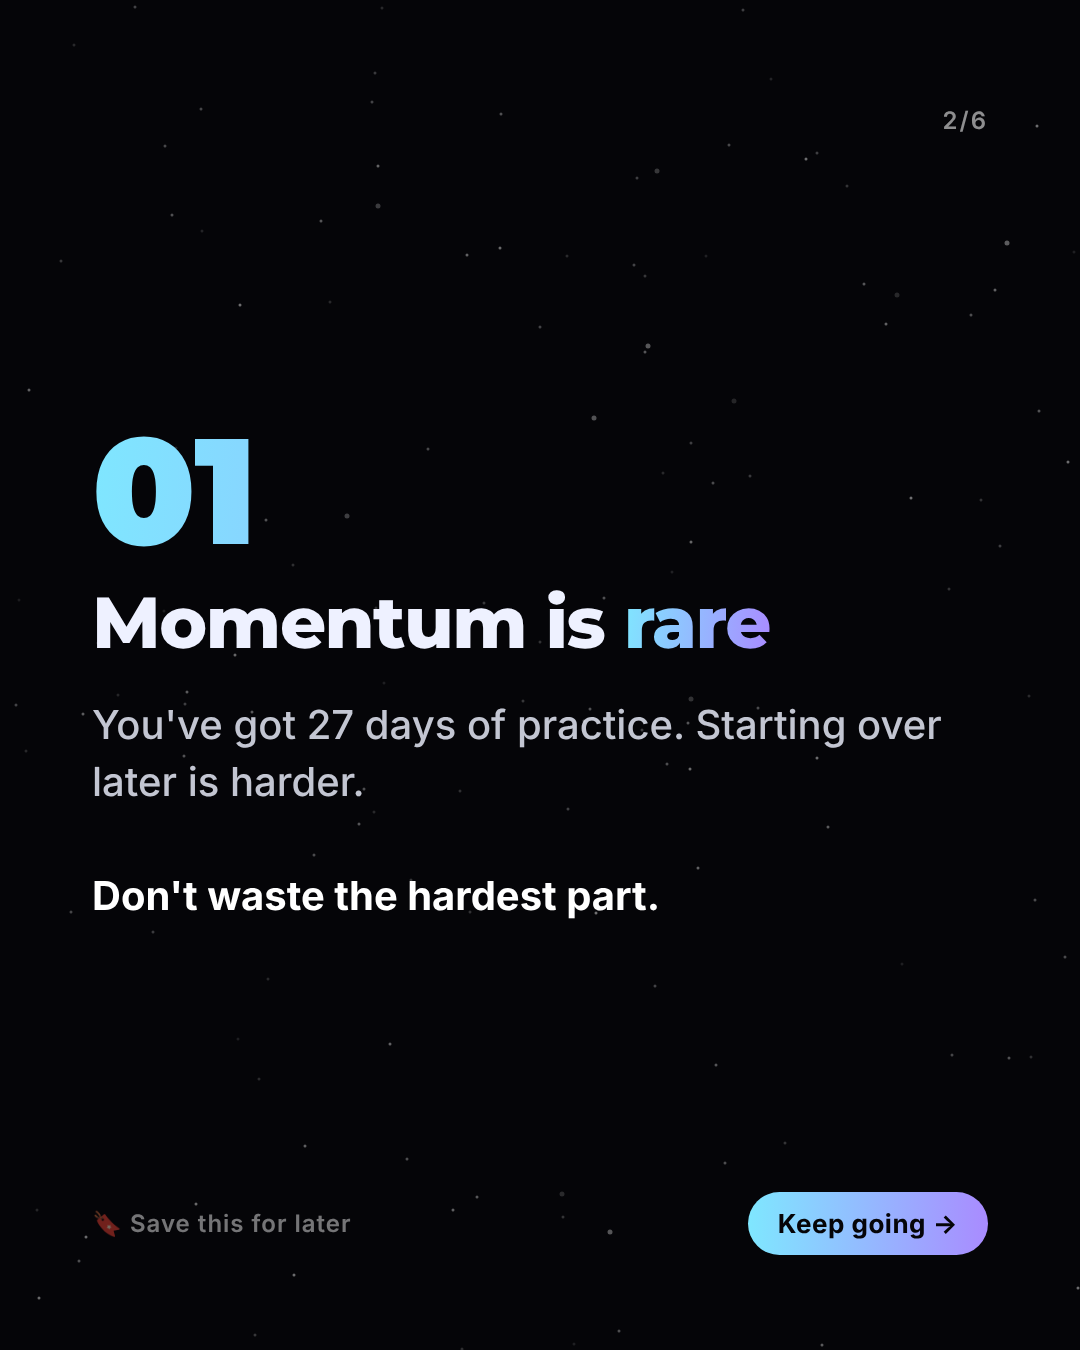 2/6
01
Momentum is rare
You've got 27 days of practice. Starting over
later is harder.
Don't waste the hardest part.
🔖 Save this for later
Keep going →